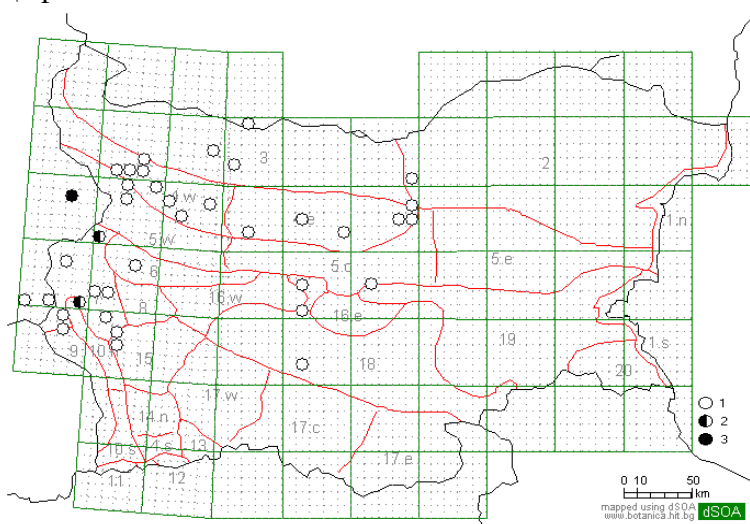 3
2
4.w
4.e
1.n
5.w
5.c
5.e
6
16.w
8
16.e
19
1.s
9
10.n
15
18
20
17.w
14.n
17.c
10.s
14.s
13
17.e
11
12
1
2
3
0 10 50
km
mapped using dSOA
www.botanica.hit.bg
dSOA